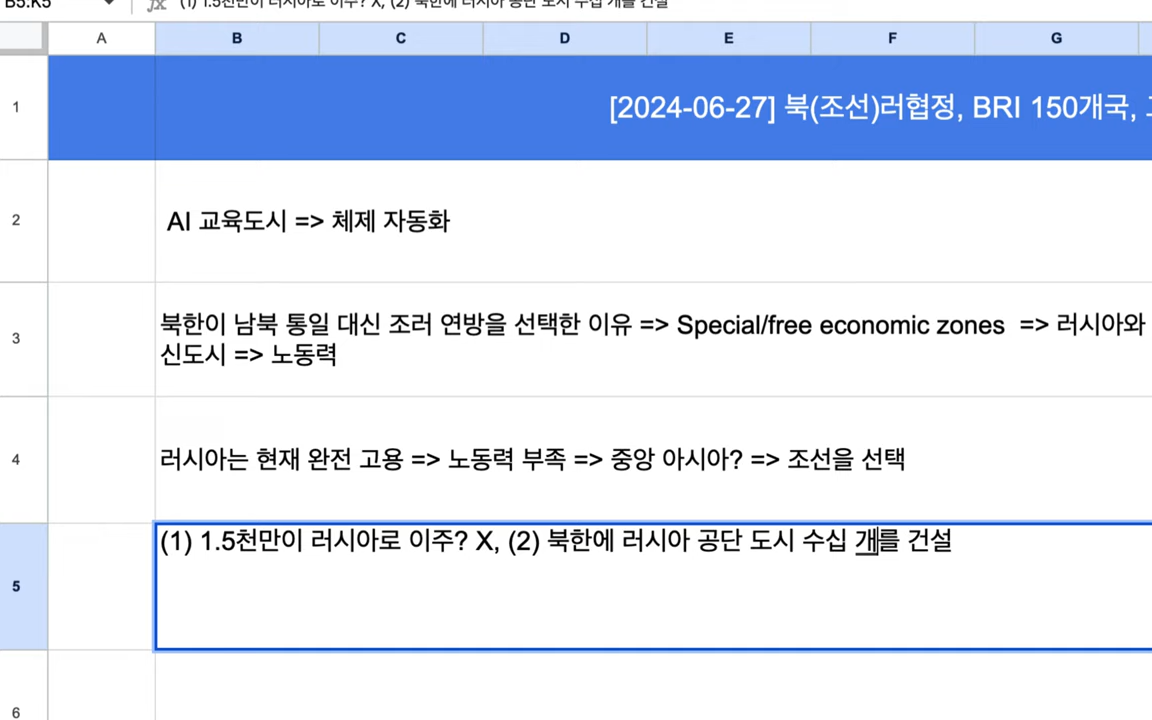 B5:K5 fx (1) 1.5천만이 러시아로 이주? X, (2) 북한에 러시아 공단 도시 수십 개를 건설
A B C D E F G
1 [2024-06-27] 북(조선)러협정, BRI 150개국,
2 AI 교육도시 => 체제 자동화
3 북한이 남북 통일 대신 조러 연방을 선택한 이유 => Special/free economic zones => 러시아와
신도시 => 노동력
4 러시아는 현재 완전 고용 => 노동력 부족 => 중앙 아시아? => 조선을 선택
5 (1) 1.5천만이 러시아로 이주? X, (2) 북한에 러시아 공단 도시 수십 개를 건설
6